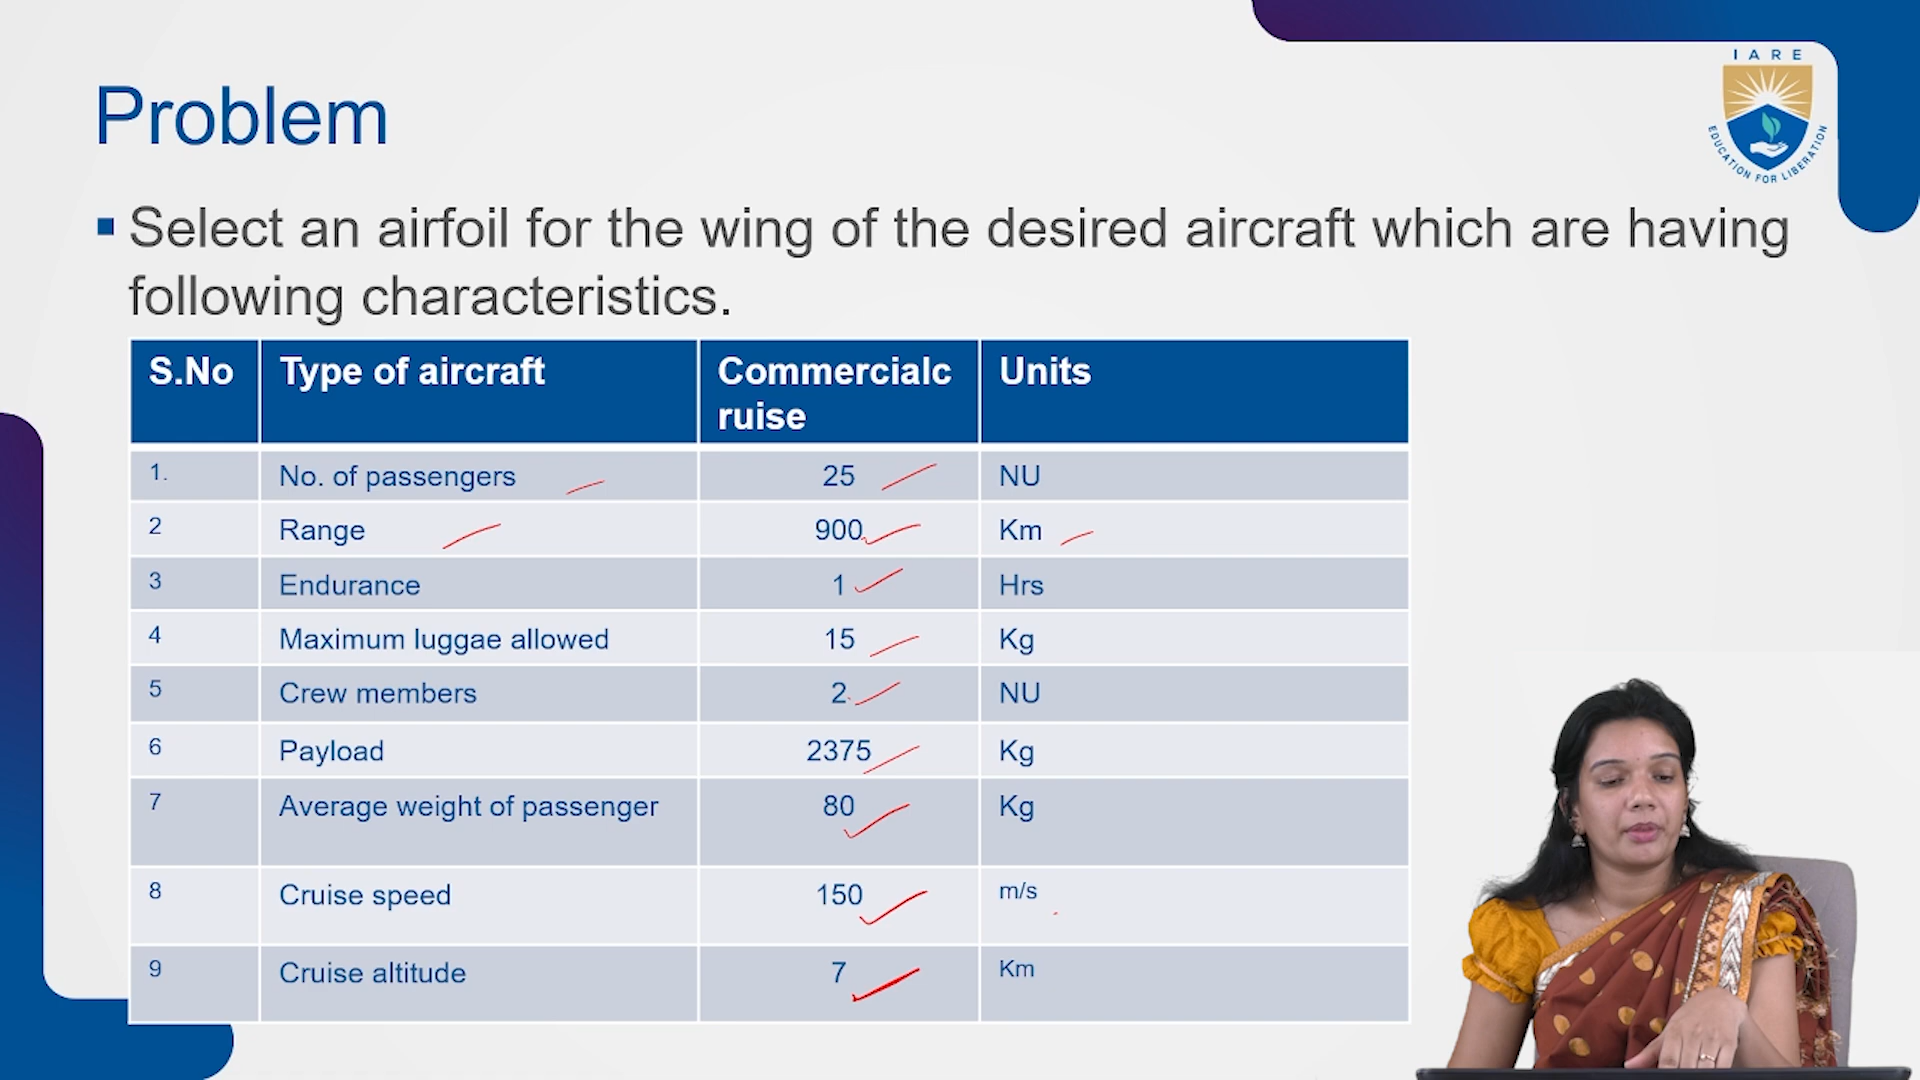 IARE
EDUCATION FOR LIBERATION
Problem
Select an airfoil for the wing of the desired aircraft which are having
following characteristics.
S.No Type of aircraft Commercialc Units
ruise
1. No. of passengers 25 NU
2 Range 900 Km
3 Endurance 1 Hrs
4 Maximum luggae allowed 15 Kg
5 Crew members 2 NU
6 Payload 2375 Kg
7 Average weight of passenger 80 Kg
8 Cruise speed 150 m/s
9 Cruise altitude 7 Km